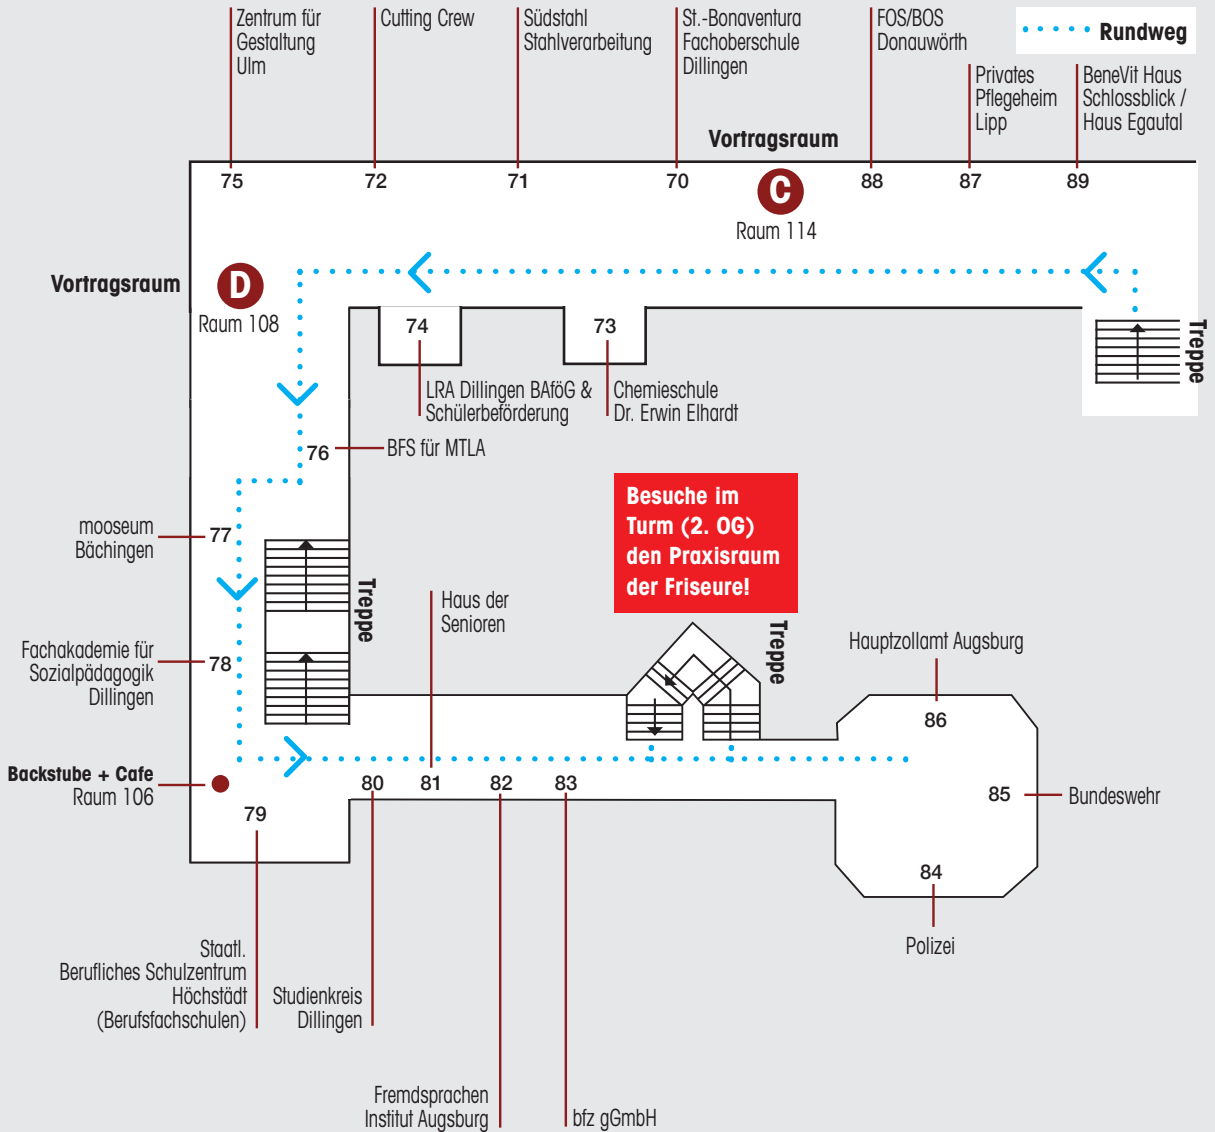 Zentrum für
Gestaltung
Ulm
Cutting Crew
Südstahl
Stahlverarbeitung
St.-Bonaventura
Fachoberschule
Dillingen
FOS/BOS
Donauwörth
Rundweg
Privates
Pflegeheim
Lipp
BeneVit Haus
Schlossblick /
Haus Egautal
Vortragsraum
75
72
71
70
C
88
87
89
Raum 114
Vortragsraum
D
Raum 108
74
73
Treppe
LRA Dillingen BAföG &
Schülerbeförderung
Chemieschule
Dr. Erwin Elhardt
76
BFS für MTLA
Besuche im
Turm (2. OG)
den Praxisraum
der Friseure!
mooseum
Bächingen
77
Treppe
Haus der
Senioren
Treppe
Hauptzollamt Augsburg
Fachakademie für
Sozialpädagogik
Dillingen
78
86
Backstube + Cafe
Raum 106
79
80
81
82
83
85
Bundeswehr
84
Polizei
Staatl.
Berufliches Schulzentrum
Höchstädt
(Berufsfachschulen)
Studienkreis
Dillingen
Fremdsprachen
Institut Augsburg
bfz gGmbH